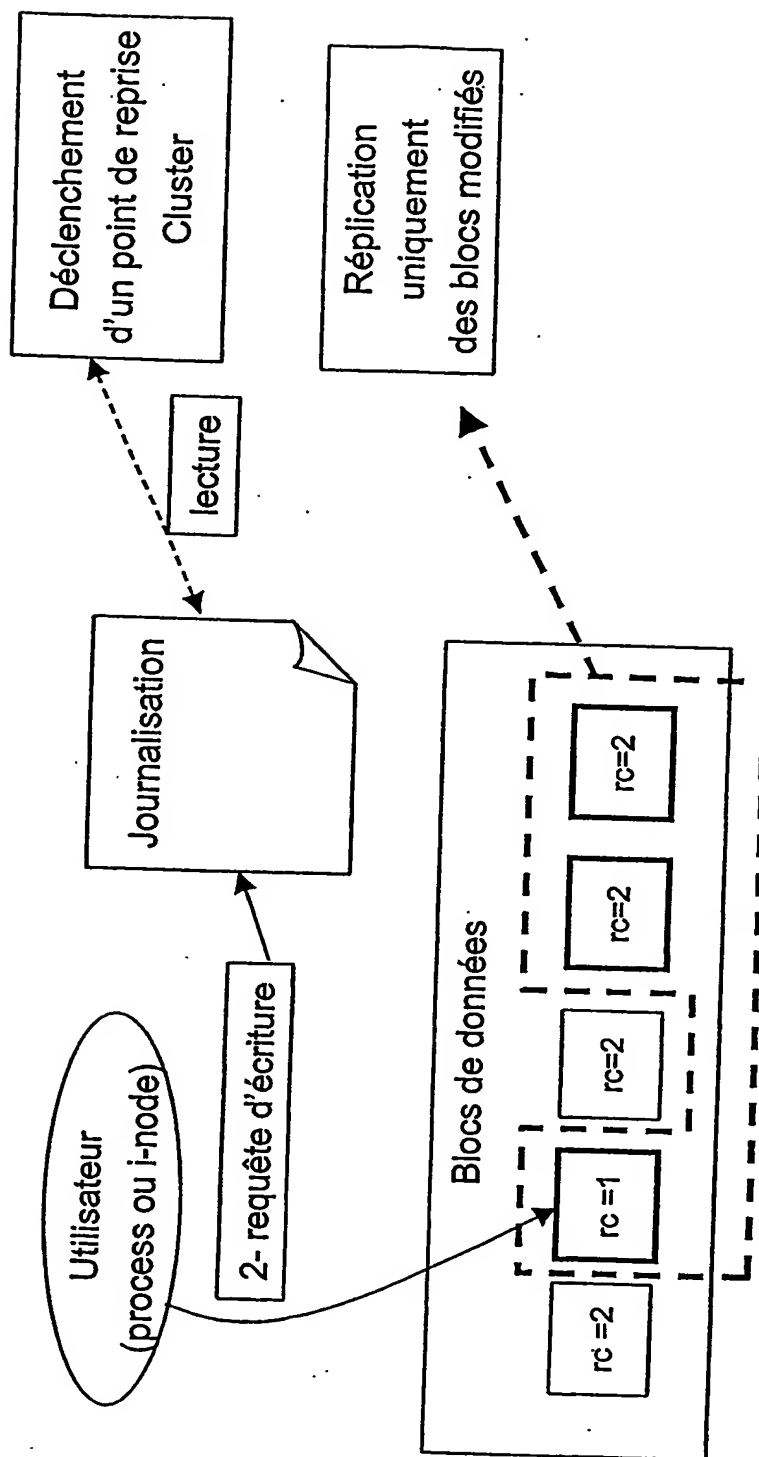 Utilisateur
(process ou i-node)
2- requête d'écriture
Journalisation
lecture
Déclenchement
d'un point de reprise
Cluster
Réplication
uniquement
des blocs modifiés
Blocs de données
rc =2
rc =1
rc=2
rc=2
rc=2